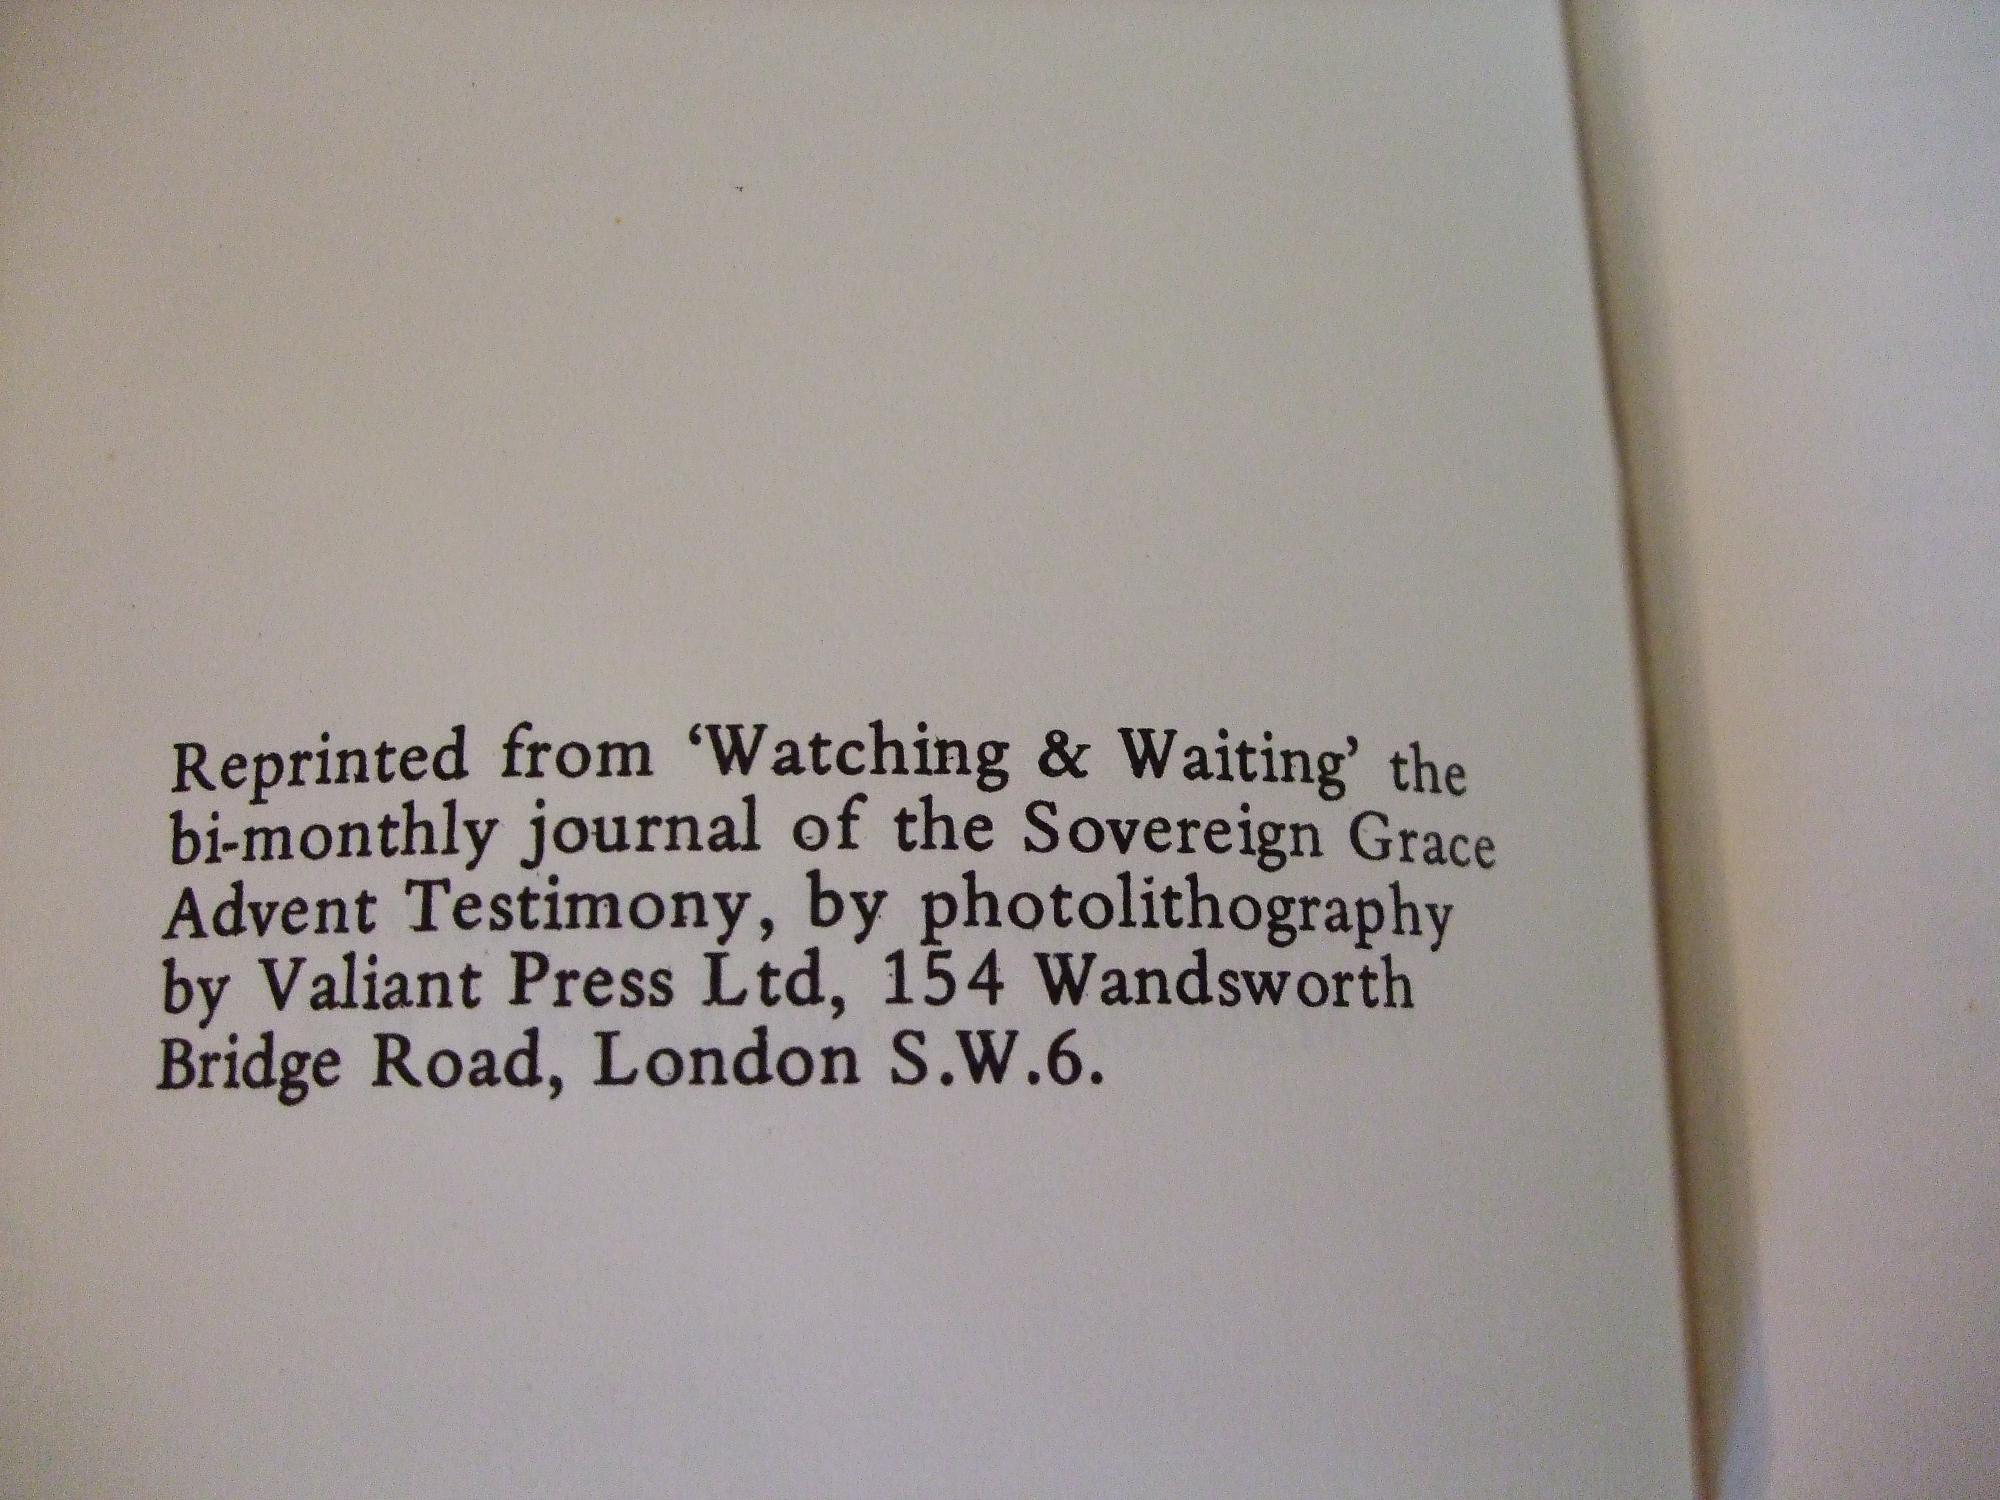 Reprinted from ‘Watching & Waiting’ the
bi-monthly journal of the Sovereign Grace
Advent Testimony, by photolithography
by Valiant Press Ltd, 154 Wandsworth
Bridge Road, London S.W.6.